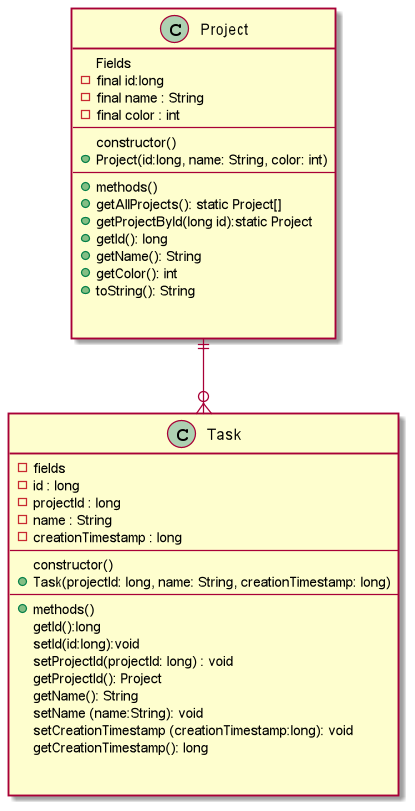 C Project
Fields
final id:long
final name : String
final color : int
constructor()
Project(id:long, name: String, color: int)
methods()
getAllProjects(): static Project[]
getProjectById(long id):static Project
getId(): long
getName(): String
getColor(): int
toString(): String
C Task
fields
id : long
projectId : long
name : String
creationTimestamp : long
constructor()
Task(projectId: long, name: String, creationTimestamp: long)
methods()
getId():long
setId(id:long):void
setProjectId(projectId: long) : void
getProjectId(): Project
getName(): String
setName (name:String): void
setCreationTimestamp (creationTimestamp:long): void
getCreationTimestamp(): long